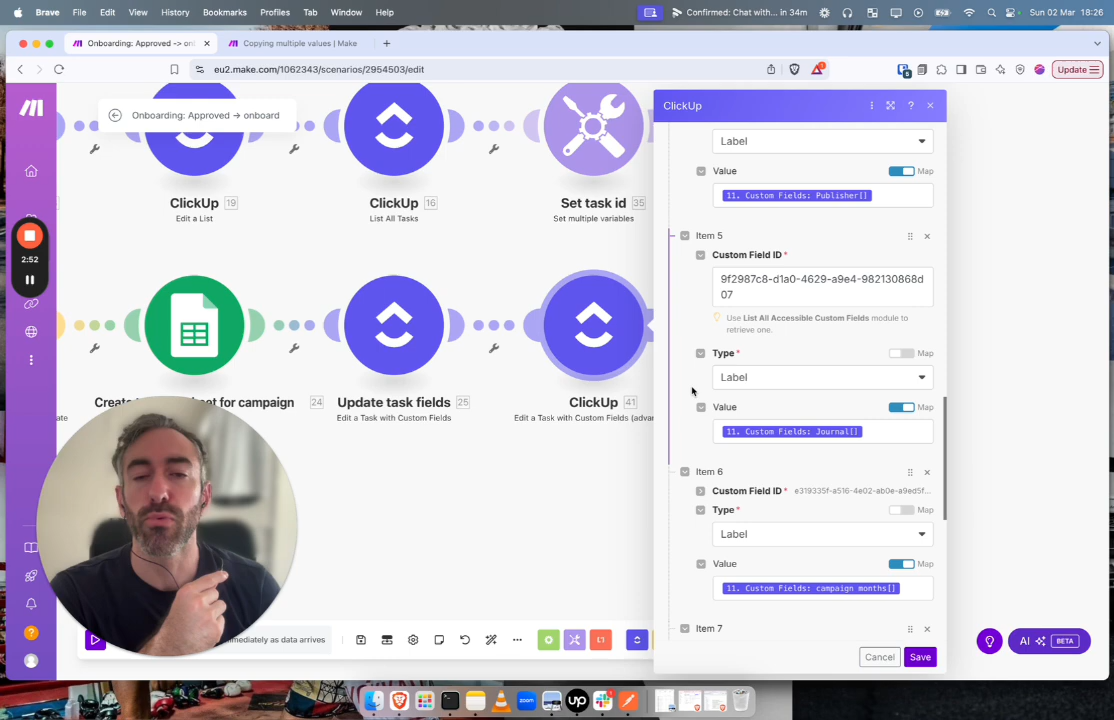 Brave File Edit View History Bookmarks Profiles Tab Window Help
Confirmed: Chat with... in 34m
Sun 02 Mar 18:26
Onboarding: Approved -> onl
Copying multiple values | Make
eu2.make.com/1062343/scenarios/2954503/edit
Update
Onboarding: Approved -> onboard
ClickUp 19
Edit a List
ClickUp 16
List All Tasks
Set task id 35
Set multiple variables
2:52
for campaign 24
Update task fields 25
Edit a Task with Custom Fields
ClickUp 41
Edit a Task with Custom Fields (advan
mmediately as data arrives
ClickUp
Label
Value Map
11. Custom Fields: Publisher[]
Item 5
Custom Field ID*
9f2987c8-d1a0-4629-a9e4-982130868d
07
Use List All Accessible Custom Fields module to
retrieve one.
Type* Map
Label
Value Map
11. Custom Fields: Journal[]
Item 6
Custom Field ID* e319335f-a516-4e02-ab0e-a9ed5f...
Type* Map
Label
Value Map
11. Custom Fields: campaign months[]
Item 7
Cancel Save
AI BETA